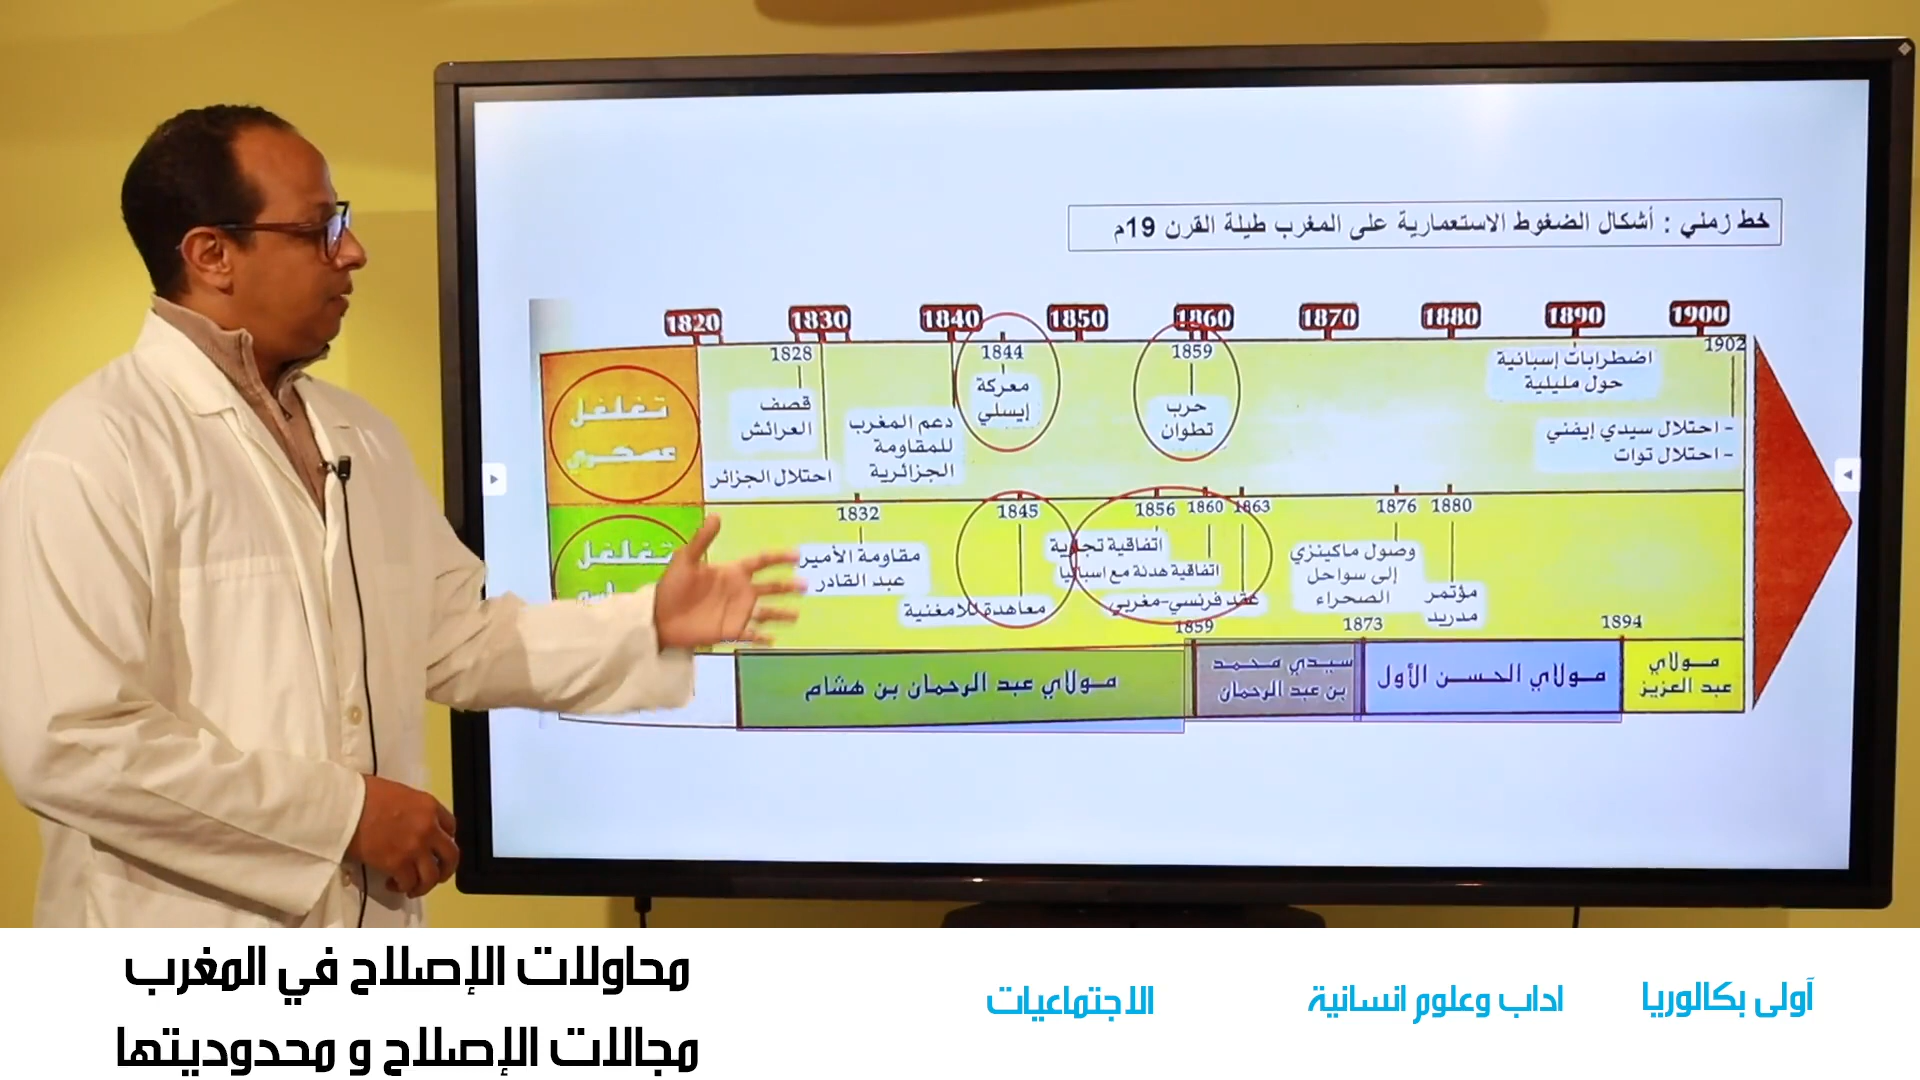 خط زمني : أشكال الضغوط الاستعمارية على المغرب طيلة القرن 19م
1820 1830 1840 1850 1860 1870 1880 1890 1900
1828 1844 1859 1902
تغلغل
عسكري
قصف
العرائش
احتلال الجزائر
دعم المغرب
للمقاومة
الجزائرية
معركة
إيسلي
حرب
تطوان
اضطرابات إسبانية
حول مليلية
- احتلال سيدي إيفني
- احتلال توات
1832 1845 1856 1860 1863 1876 1880
تغلغل
مقاومة الأمير
عبد القادر
معاهدة للامغنية
اتفاقية تجارية
اتفاقية هدنة مع اسبانيا
عقد فرنسي-مغربي
وصول ماكينزي
إلى سواحل
الصحراء
مؤتمر
مدريد
1859 1873 1894
مولاي عبد الرحمان بن هشام
سيدي محمد
بن عبد الرحمان
مولاي الحسن الأول
مولاي
عبد العزيز
محاولات الإصلاح في المغرب
مجالات الإصلاح و محدوديتها
الاجتماعيات
اداب وعلوم انسانية
أولى بكالوريا